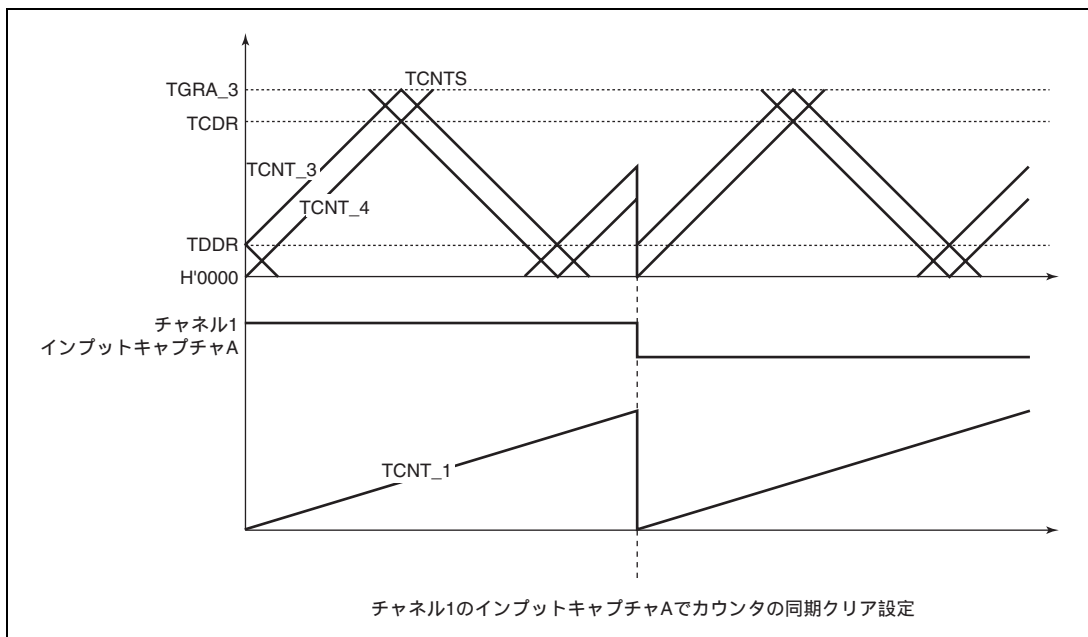 TCNTS
TGRA_3
TCDR
TCNT_3
TCNT_4
TDDR
H'0000
チャネル1
インプットキャプチャA
TCNT_1
チャネル1のインプットキャプチャAでカウンタの同期クリア設定